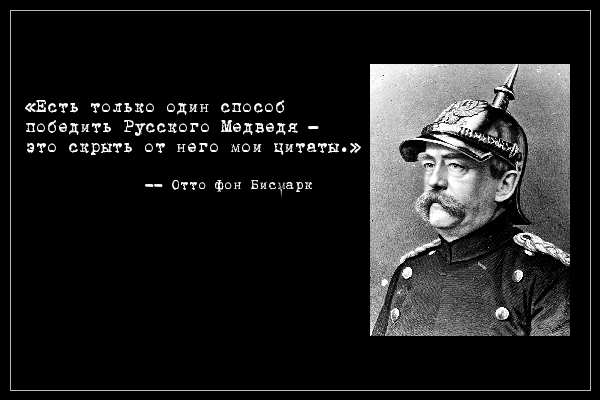 «Есть только один способ
победить Русского Медведя —
это скрыть от него мои цитаты.»
-- Отто фон Бисмарк